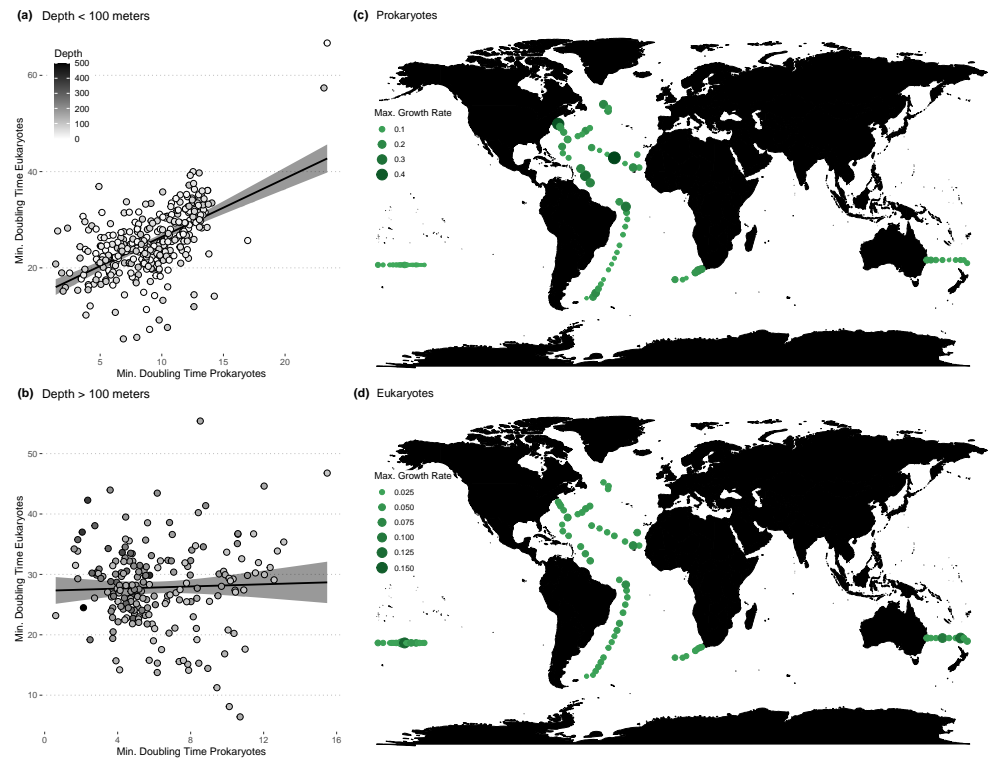 (a) Depth < 100 meters
Depth
500
400
300
200
100
0
60
40
20
Min. Doubling Time Eukaryotes
5 10 15 20
Min. Doubling Time Prokaryotes
(b) Depth > 100 meters
50
40
30
20
10
Min. Doubling Time Eukaryotes
0 4 8 12 16
Min. Doubling Time Prokaryotes
(c) Prokaryotes
Max. Growth Rate
0.1
0.2
0.3
0.4
(d) Eukaryotes
Max. Growth Rate
0.025
0.050
0.075
0.100
0.125
0.150